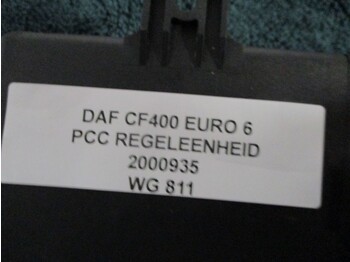 DAF CF400 EURO 6
PCC REGELEENHEID
2000935
WG 811